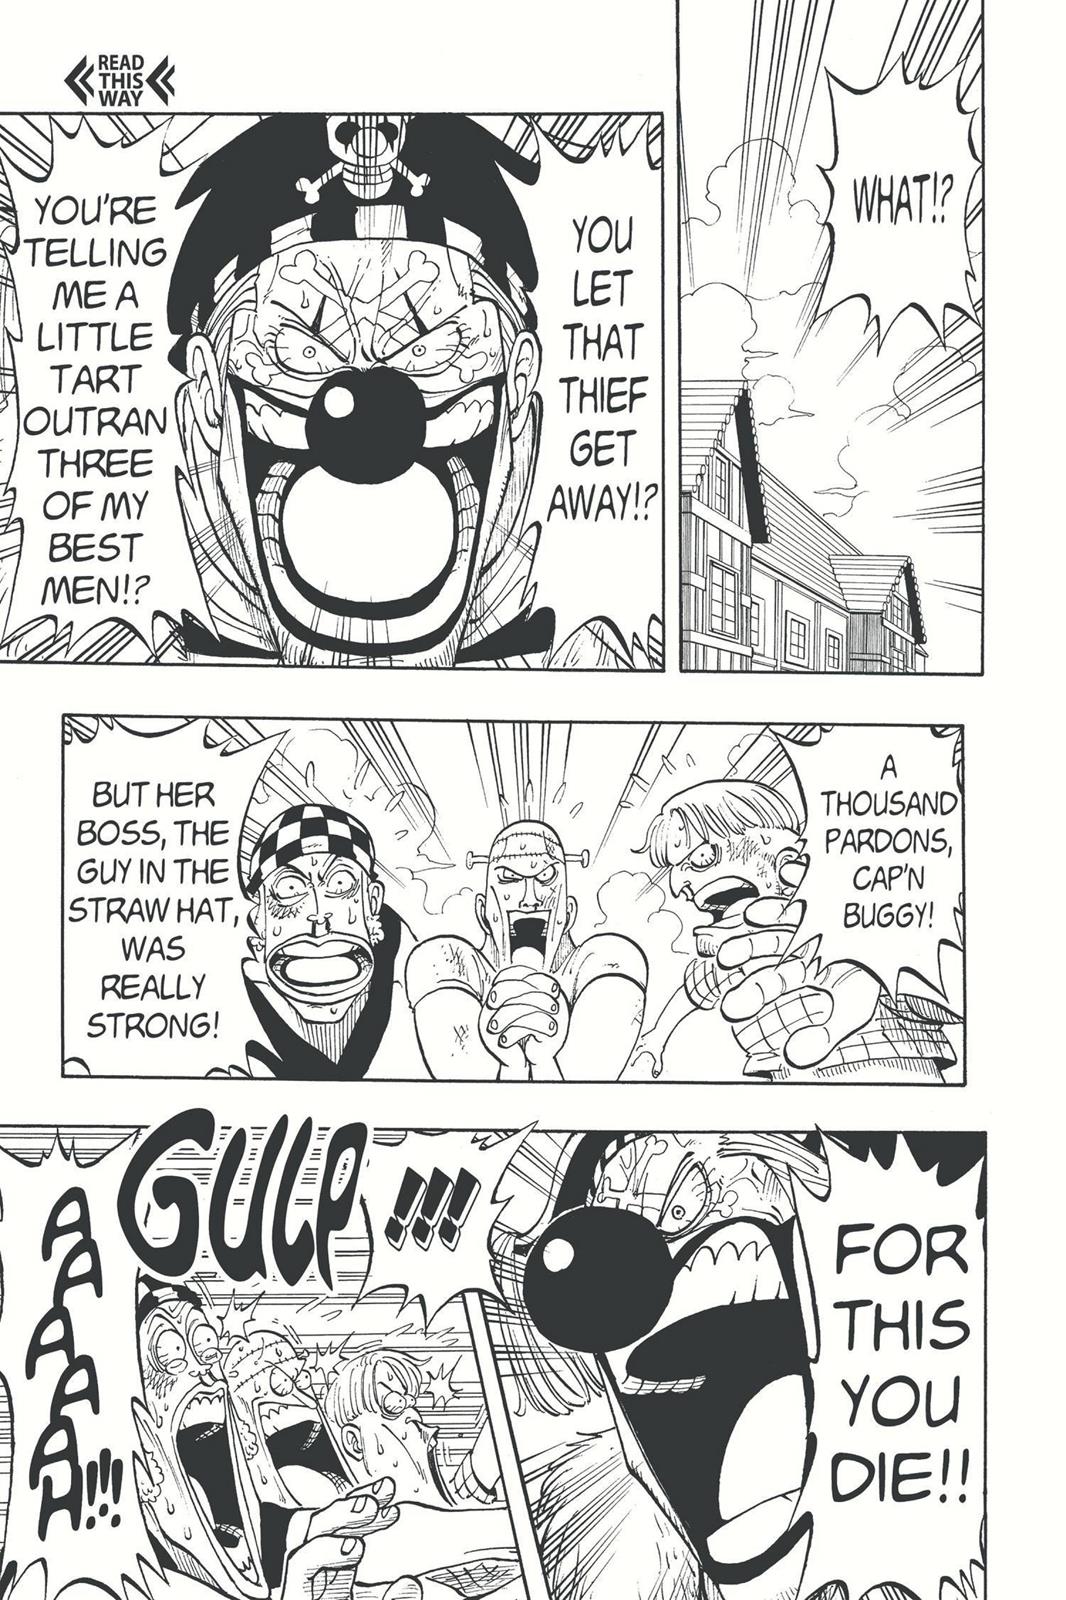 READ
THIS
WAY
WHAT!?
YOU
LET
THAT
THIEF
GET
AWAY!?
YOU'RE
TELLING
ME A
LITTLE
TART
OUTRAN
THREE
OF MY
BEST
MEN!?
A
THOUSAND
PARDONS,
CAP'N
BUGGY!
BUT HER
BOSS, THE
GUY IN THE
STRAW HAT,
WAS
REALLY
STRONG!
FOR
THIS
YOU
DIE!!
!!!
GULP
AAAAH!!!